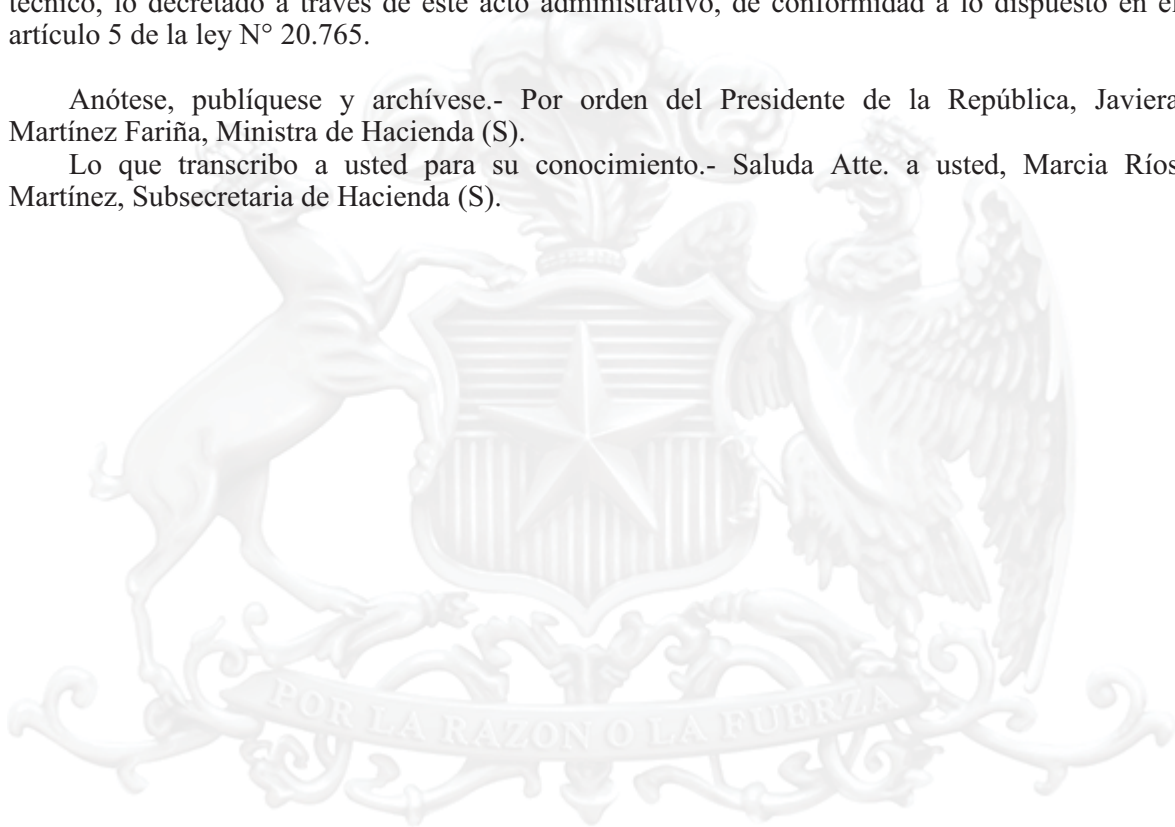 técnico, lo decretado a través de este acto administrativo, de conformidad a lo dispuesto en el
artículo 5 de la ley N° 20.765.
Anótese, publíquese y archívese.- Por orden del Presidente de la República, Javiera
Martínez Fariña, Ministra de Hacienda (S).
Lo que transcribo a usted para su conocimiento.- Saluda Atte. a usted, Marcia Ríos
Martínez, Subsecretaria de Hacienda (S).
POR LA RAZON O LA FUERZA